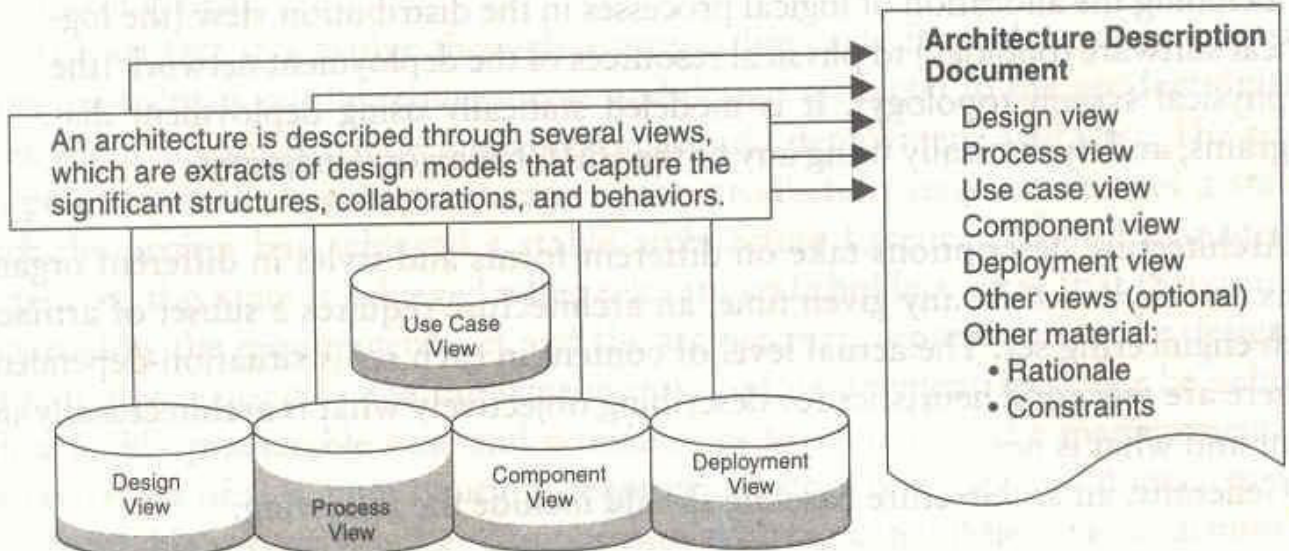 An architecture is described through several views,
which are extracts of design models that capture the
significant structures, collaborations, and behaviors.
Use Case
View
Design
View
Process
View
Component
View
Deployment
View
Architecture Description
Document
Design view
Process view
Use case view
Component view
Deployment view
Other views (optional)
Other material:
• Rationale
• Constraints